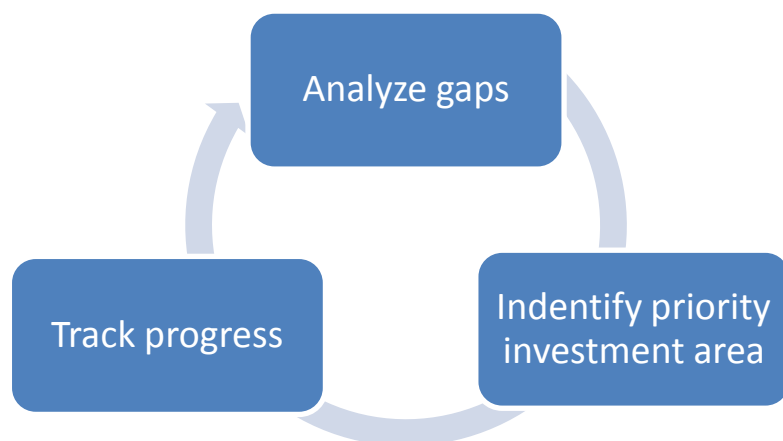 Analyze gaps
Indentify priority
investment area
Track progress